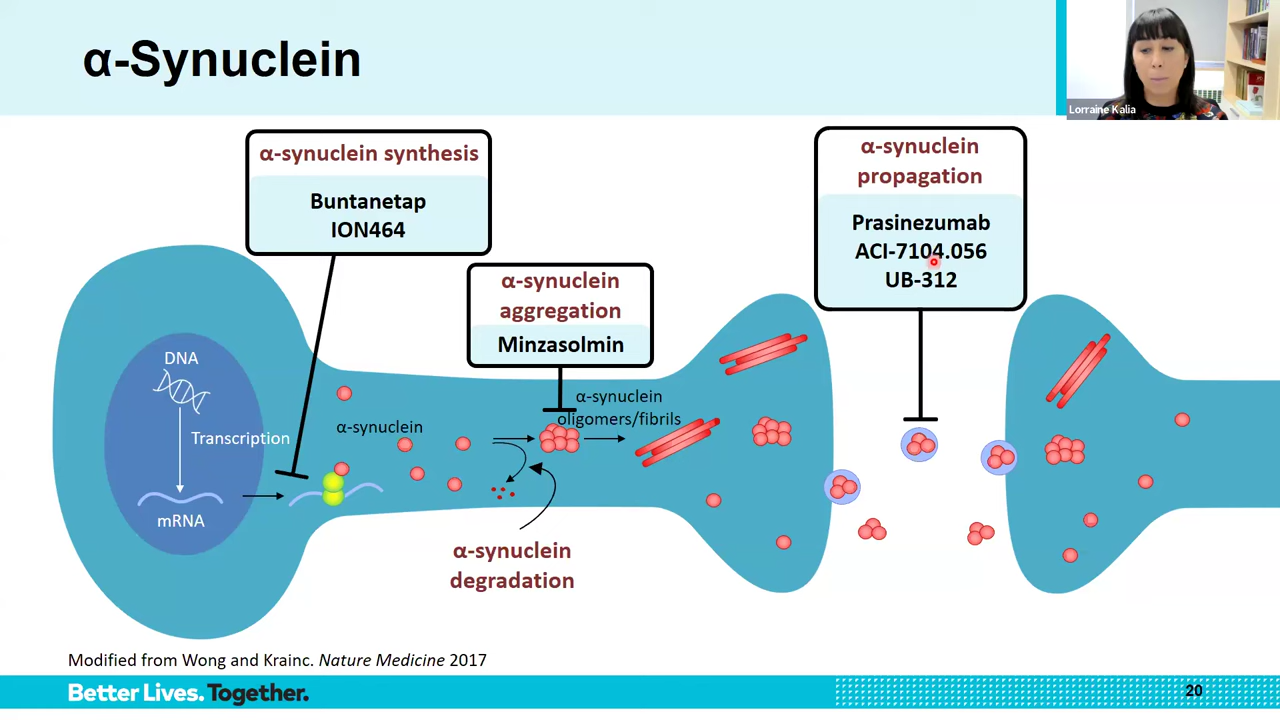 α-Synuclein
Lorraine Kalia
α-synuclein synthesis
Buntanetap
ION464
α-synuclein
aggregation
Minzasolmin
α-synuclein
propagation
Prasinezumab
ACI-7104.056
UB-312
DNA
Transcription
mRNA
α-synuclein
α-synuclein
oligomers/fibrils
α-synuclein
degradation
Modified from Wong and Krainc. Nature Medicine 2017
Better Lives. Together.
20